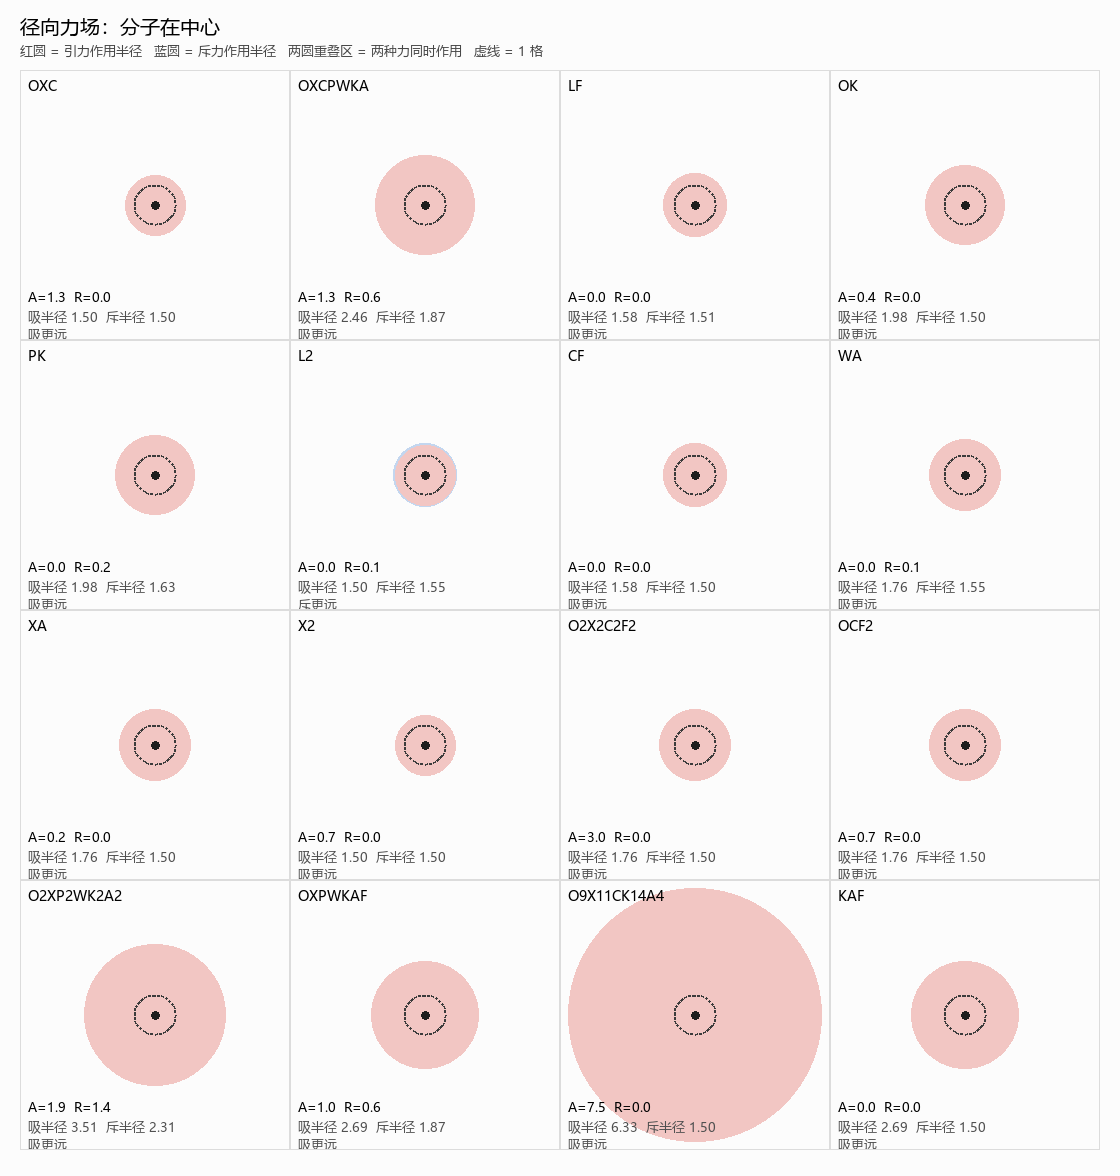 径向力场：分子在中心
红圆 = 引力作用半径 蓝圆 = 斥力作用半径 两圆重叠区 = 两种力同时作用 虚线 = 1 格
OXC
A=1.3 R=0.0
吸半径 1.50 斥半径 1.50
吸更远
OXCPWKA
A=1.3 R=0.6
吸半径 2.46 斥半径 1.87
吸更远
LF
A=0.0 R=0.0
吸半径 1.58 斥半径 1.51
吸更远
OK
A=0.4 R=0.0
吸半径 1.98 斥半径 1.50
吸更远
PK
A=0.0 R=0.2
吸半径 1.98 斥半径 1.63
吸更远
L2
A=0.0 R=0.1
吸半径 1.50 斥半径 1.55
斥更远
CF
A=0.0 R=0.0
吸半径 1.58 斥半径 1.50
吸更远
WA
A=0.0 R=0.1
吸半径 1.76 斥半径 1.55
吸更远
XA
A=0.2 R=0.0
吸半径 1.76 斥半径 1.50
吸更远
X2
A=0.7 R=0.0
吸半径 1.50 斥半径 1.50
吸更远
O2X2C2F2
A=3.0 R=0.0
吸半径 1.76 斥半径 1.50
吸更远
OCF2
A=0.7 R=0.0
吸半径 1.76 斥半径 1.50
吸更远
O2XP2WK2A2
A=1.9 R=1.4
吸半径 3.51 斥半径 2.31
吸更远
OXPWKAF
A=1.0 R=0.6
吸半径 2.69 斥半径 1.87
吸更远
O9X11CK14A4
A=7.5 R=0.0
吸半径 6.33 斥半径 1.50
吸更远
KAF
A=0.0 R=0.0
吸半径 2.69 斥半径 1.50
吸更远